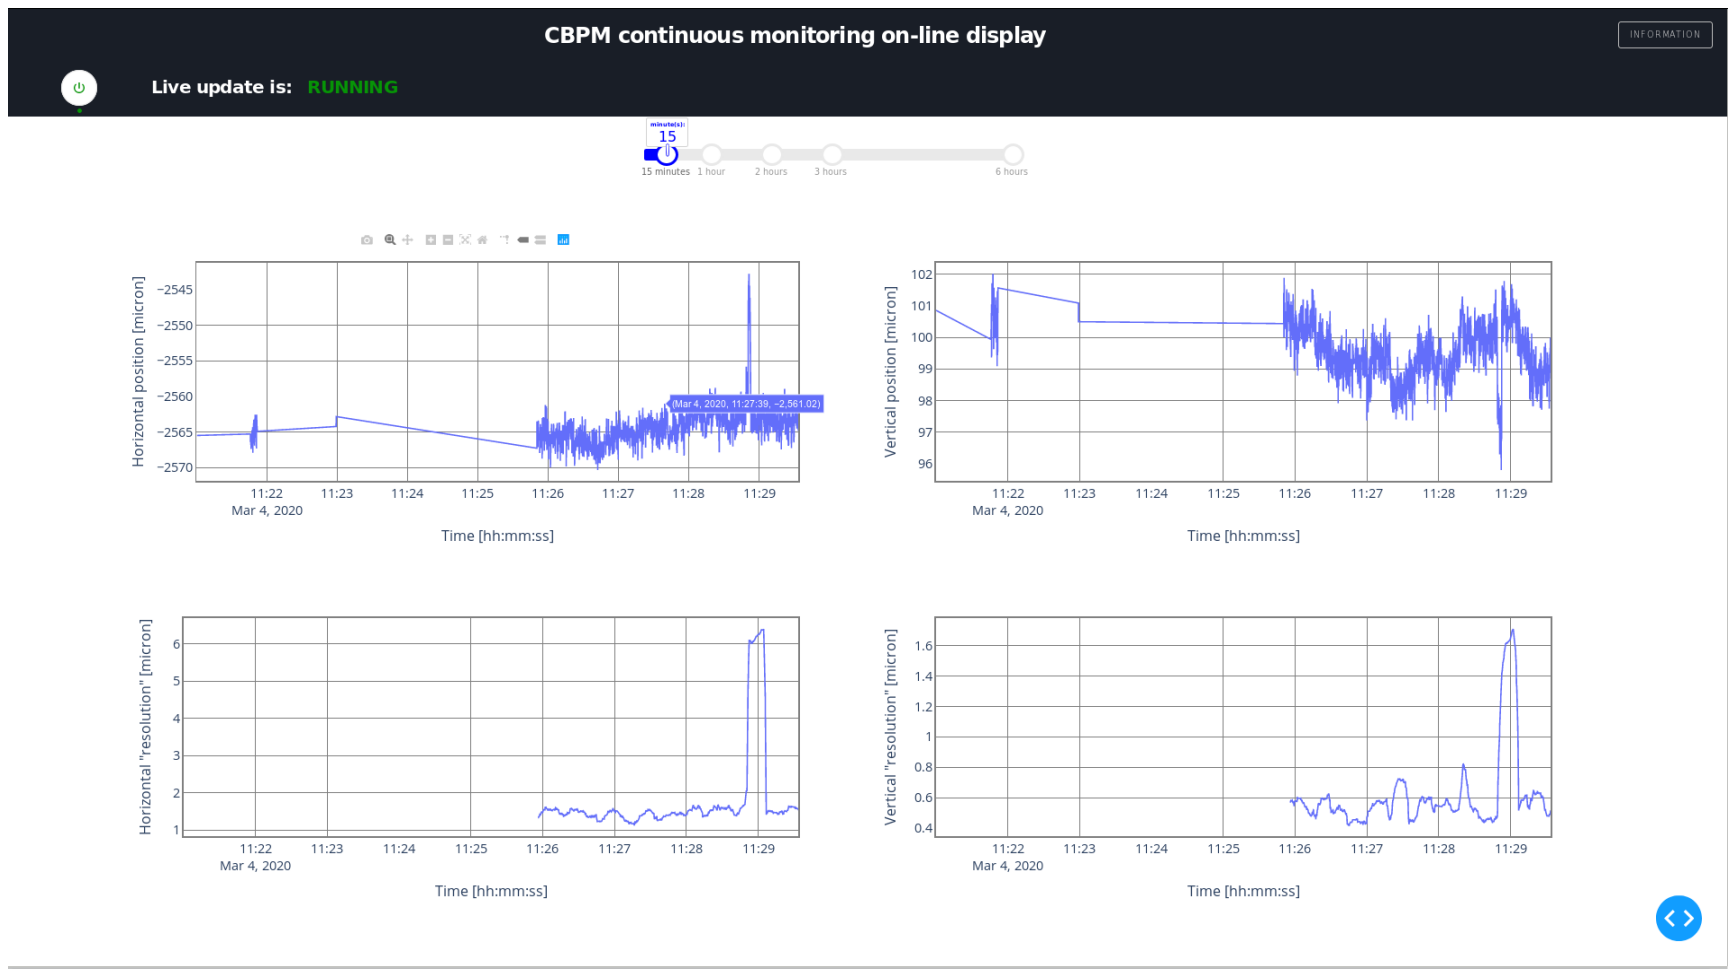 CBPM continuous monitoring on-line display
INFORMATION
Live update is: RUNNING
minute(s):
15
15 minutes 1 hour 2 hours 3 hours 6 hours
Horizontal position [micron]
−2545
−2550
−2555
−2560
−2565
−2570
(Mar 4, 2020, 11:27:39, −2,561.02)
11:22 11:23 11:24 11:25 11:26 11:27 11:28 11:29
Mar 4, 2020
Time [hh:mm:ss]
Vertical position [micron]
102
101
100
99
98
97
96
11:22 11:23 11:24 11:25 11:26 11:27 11:28 11:29
Mar 4, 2020
Time [hh:mm:ss]
Horizontal "resolution" [micron]
6
5
4
3
2
1
11:22 11:23 11:24 11:25 11:26 11:27 11:28 11:29
Mar 4, 2020
Time [hh:mm:ss]
Vertical "resolution" [micron]
1.6
1.4
1.2
1
0.8
0.6
0.4
11:22 11:23 11:24 11:25 11:26 11:27 11:28 11:29
Mar 4, 2020
Time [hh:mm:ss]